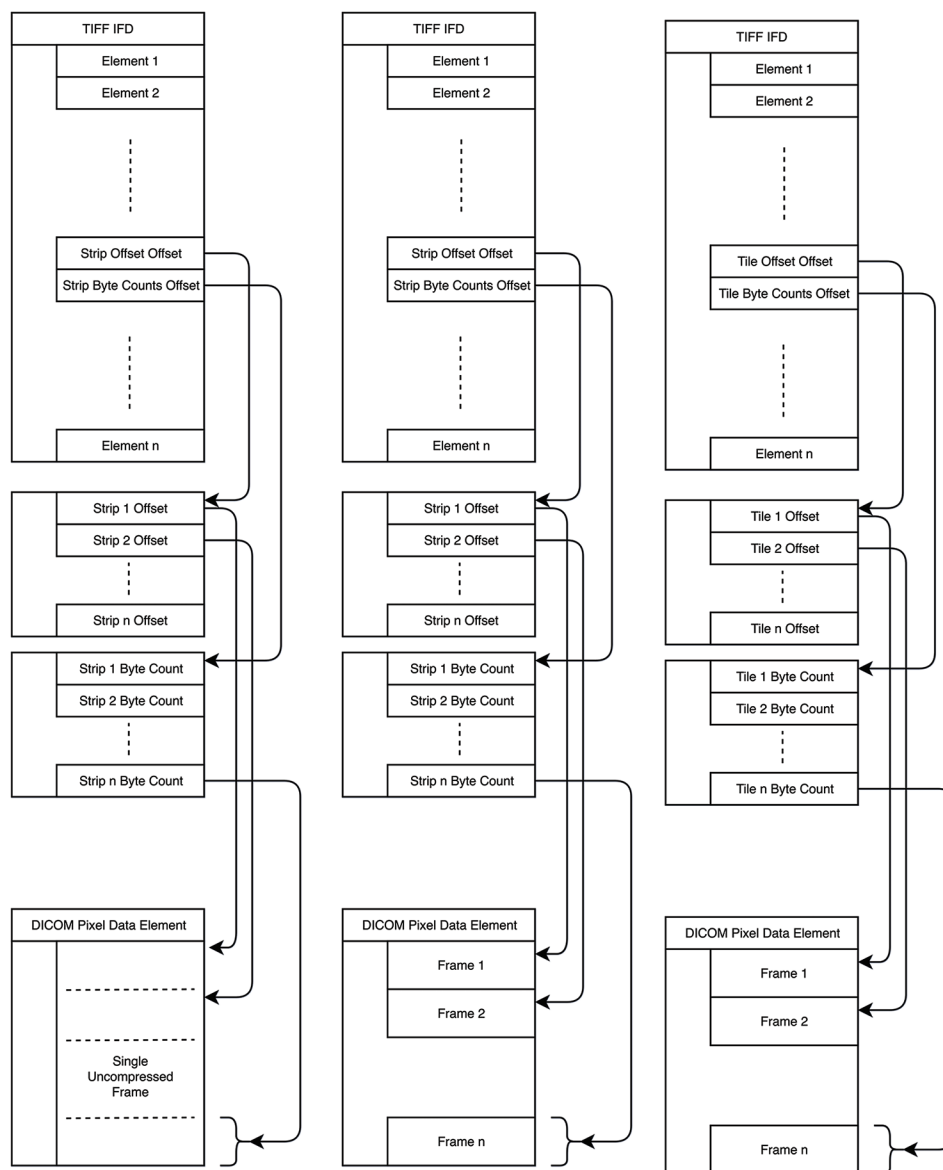 TIFF IFD
Element 1
Element 2
Strip Offset Offset
Strip Byte Counts Offset
Element n
Strip 1 Offset
Strip 2 Offset
Strip n Offset
Strip 1 Byte Count
Strip 2 Byte Count
Strip n Byte Count
DICOM Pixel Data Element
Single
Uncompressed
Frame
TIFF IFD
Element 1
Element 2
Strip Offset Offset
Strip Byte Counts Offset
Element n
Strip 1 Offset
Strip 2 Offset
Strip n Offset
Strip 1 Byte Count
Strip 2 Byte Count
Strip n Byte Count
DICOM Pixel Data Element
Frame 1
Frame 2
Frame n
TIFF IFD
Element 1
Element 2
Tile Offset Offset
Tile Byte Counts Offset
Element n
Tile 1 Offset
Tile 2 Offset
Tile n Offset
Tile 1 Byte Count
Tile 2 Byte Count
Tile n Byte Count
DICOM Pixel Data Element
Frame 1
Frame 2
Frame n